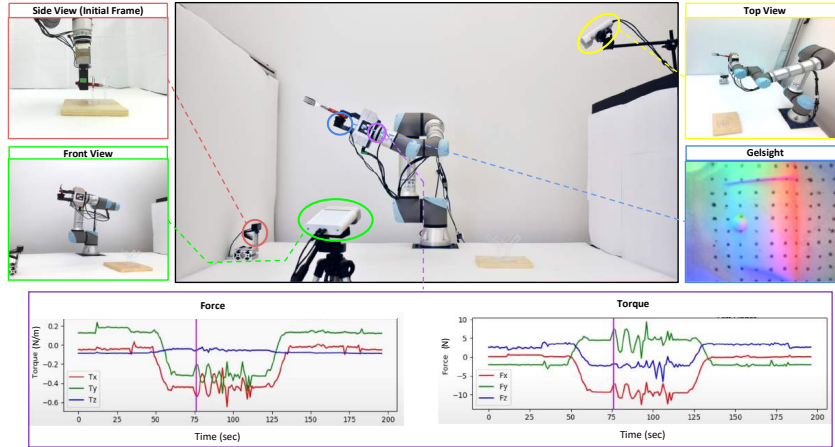 Side View (Initial Frame)
Top View
Front View
Gelsight
Force
Torque
Torque (N/m)
0.2
0.0
−0.2
−0.4
−0.6
Tx
Ty
Tz
0
25
50
75
100
125
150
175
200
Time (sec)
Force (N)
10
5
0
−5
−10
Fx
Fy
Fz
0
25
50
75
100
125
150
175
200
Time (sec)